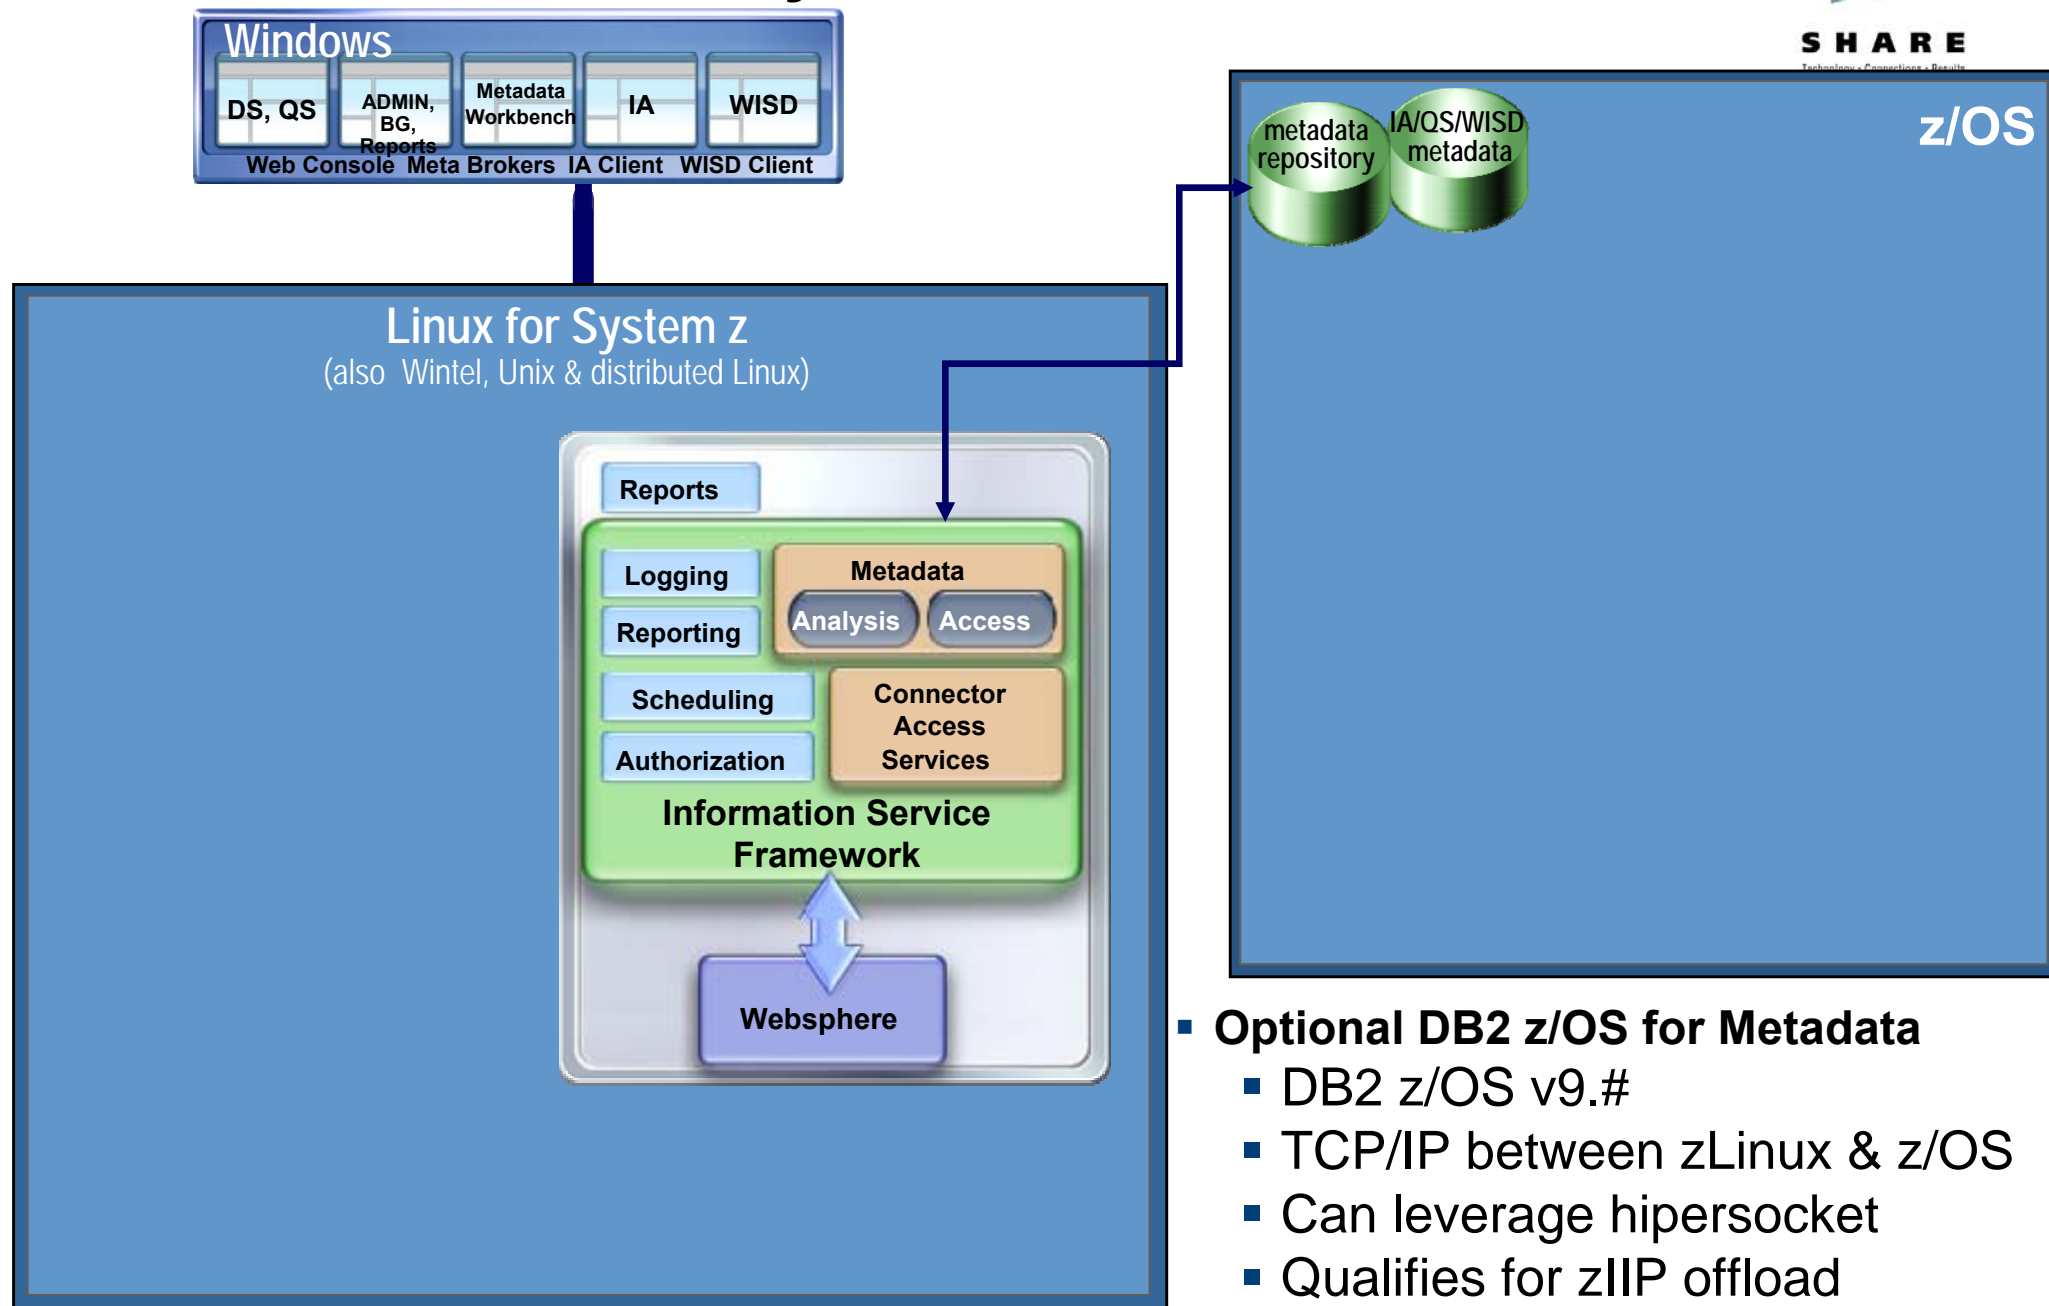 Windows
DS, QS
ADMIN,
BG,
Reports
Metadata
Workbench
IA
WISD
Web Console Meta Brokers IA Client WISD Client
SHARE
Technology • Connections • Results
metadata
repository
IA/QS/WISD
metadata
z/OS
Linux for System z
(also Wintel, Unix & distributed Linux)
Reports
Logging
Reporting
Metadata
Analysis
Access
Scheduling
Authorization
Connector
Access
Services
Information Service
Framework
Websphere
▪ Optional DB2 z/OS for Metadata
▪ DB2 z/OS v9.#
▪ TCP/IP between zLinux & z/OS
▪ Can leverage hipersocket
▪ Qualifies for zIIP offload